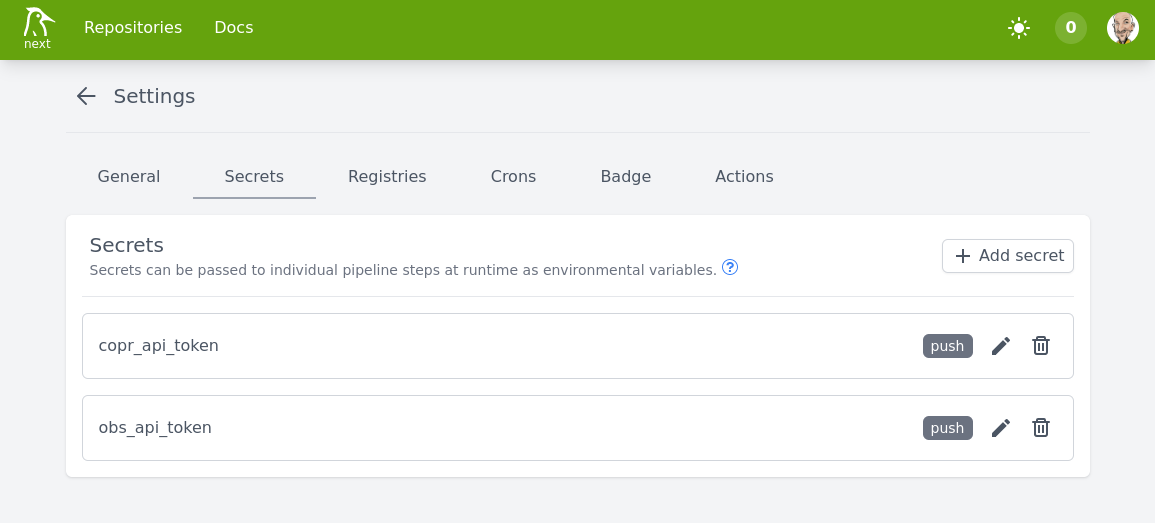 Repositories Docs 0
next
Settings
General Secrets Registries Crons Badge Actions
Secrets
Secrets can be passed to individual pipeline steps at runtime as environmental variables. ?
+ Add secret
copr_api_token push
obs_api_token push